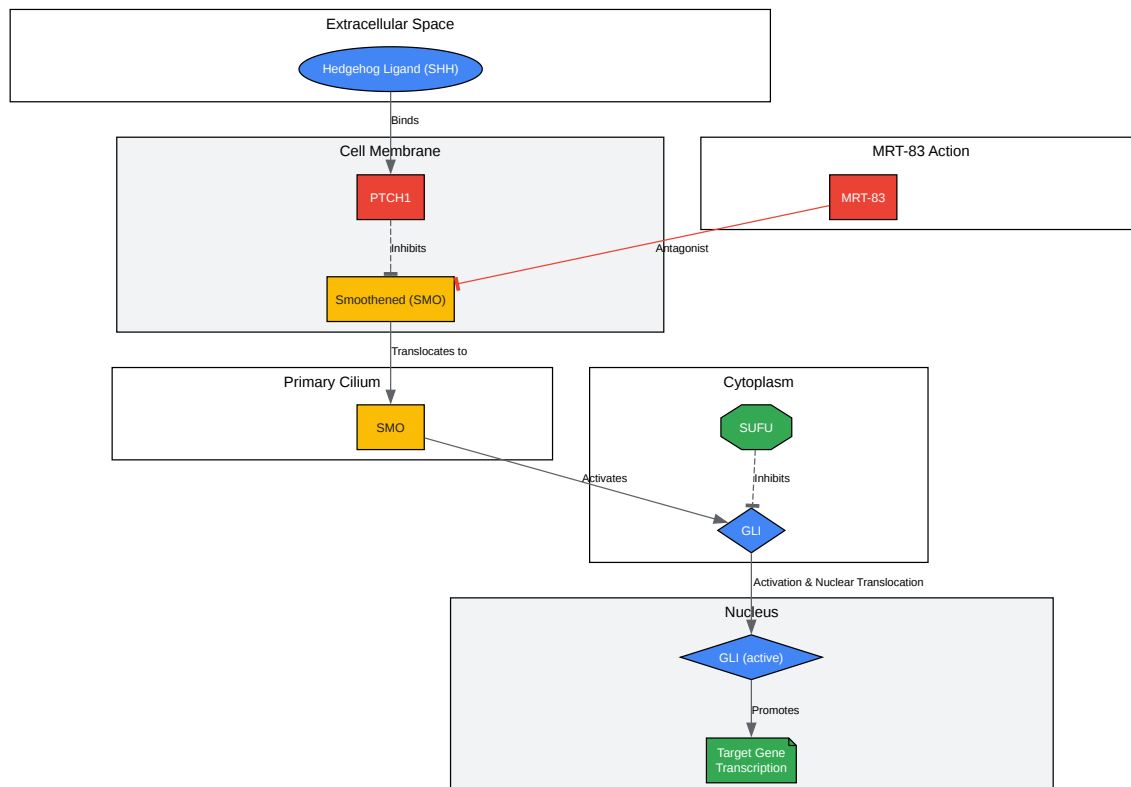 Extracellular Space
Hedgehog Ligand (SHH)
Binds
Cell Membrane
MRT-83 Action
PTCH1
MRT-83
Inhibits
Antagonist
Smoothened (SMO)
Translocates to
Primary Cilium
Cytoplasm
SMO
SUFU
Activates
Inhibits
GLI
Activation & Nuclear Translocation
Nucleus
GLI (active)
Promotes
Target Gene
Transcription